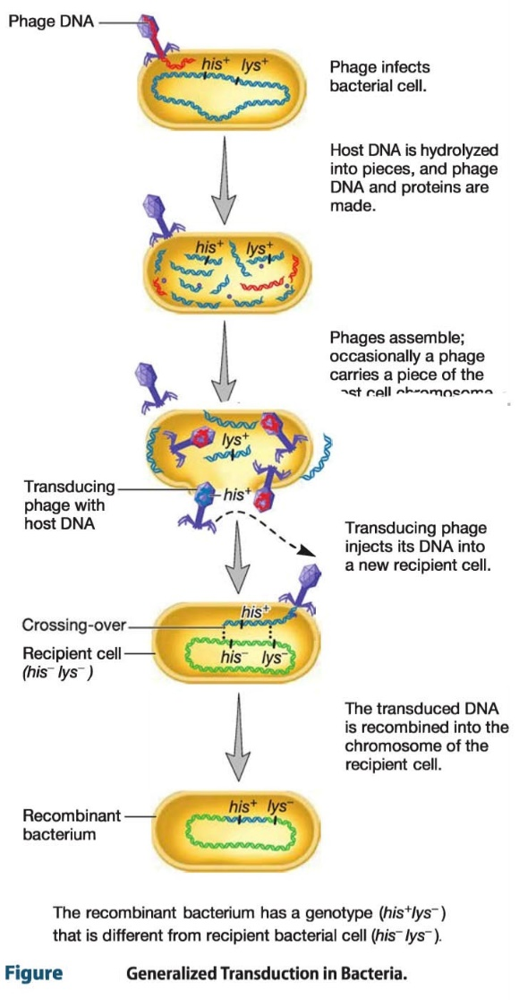 Phage DNA
his+ lys+
Phage infects
bacterial cell.
Host DNA is hydrolyzed
into pieces, and phage
DNA and proteins are
made.
his+ lys+
Phages assemble;
occasionally a phage
carries a piece of the
cell chromosome
lys+
Transducing
phage with
host DNA
his+
Transducing phage
injects its DNA into
a new recipient cell.
his+
Crossing-over
Recipient cell
(his⁻ lys⁻)
his⁻ lys⁻
The transduced DNA
is recombined into the
chromosome of the
recipient cell.
his+ lys⁻
Recombinant
bacterium
The recombinant bacterium has a genotype (his+lys⁻)
that is different from recipient bacterial cell (his⁻ lys⁻).
Figure Generalized Transduction in Bacteria.